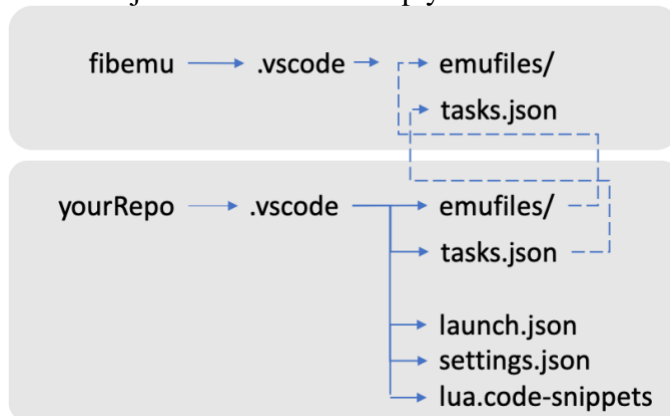 fibemu .vscode emufiles/
tasks.json
yourRepo .vscode emufiles/
tasks.json
launch.json
settings.json
lua.code-snippets